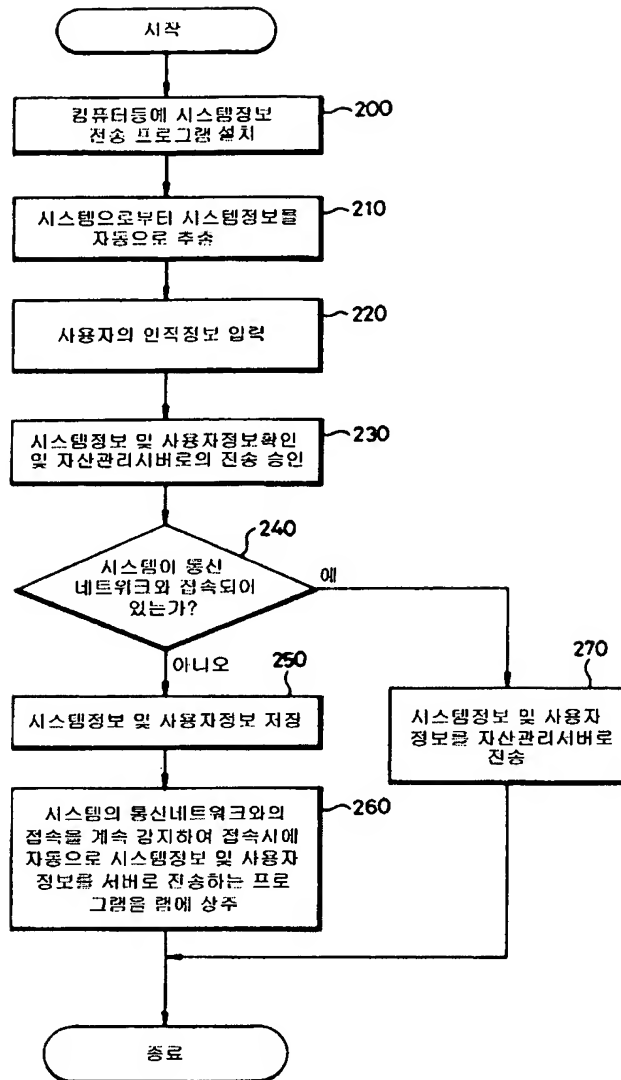 시작
컴퓨터등에 시스템정보
전송 프로그램 설치
200
시스템으로부터 시스템정보를
자동으로 추출
210
사용자의 인적정보 입력
220
시스템정보 및 사용자정보확인
및 자산관리서버로의 전송 승인
230
240
시스템이 통신
네트워크와 접속되어
있는가?
예
아니오
250
시스템정보 및 사용자정보 저장
270
시스템정보 및 사용자
정보를 자산관리서버로
전송
260
시스템의 통신네트워크와의
접속을 계속 감지하여 접속시에
자동으로 시스템정보 및 사용자
정보를 서버로 전송하는 프로
그램을 램에 상주
종료